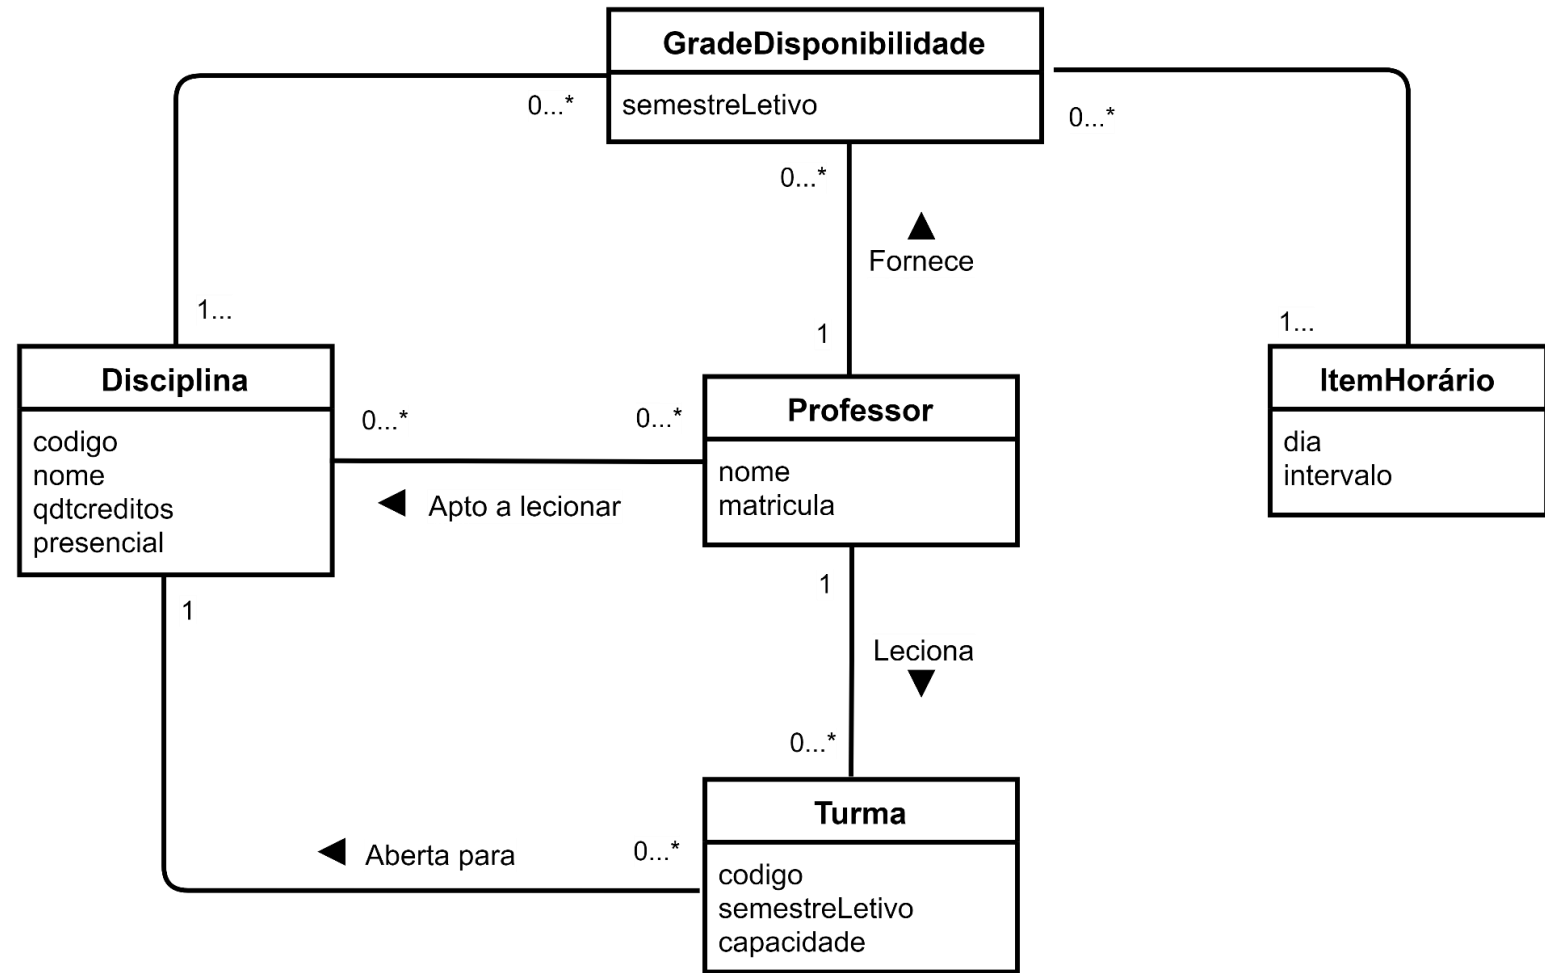 GradeDisponibilidade
semestreLetivo
0...*
0...*
0...*
Fornece
1...
1
1...
Disciplina
codigo
nome
qdtcreditos
presencial
0...*
0...*
Apto a lecionar
Professor
nome
matricula
ItemHorário
dia
intervalo
1
1
Leciona
0...*
Aberta para
0...*
Turma
codigo
semestreLetivo
capacidade